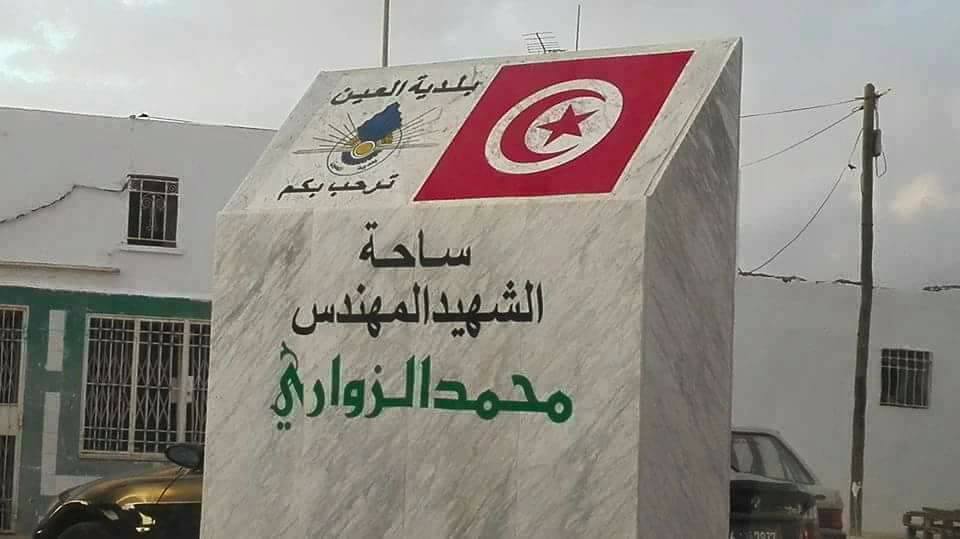 بلدية العين
ترحب بكم
ساحة
الشهيد المهندس
محمد الزواري